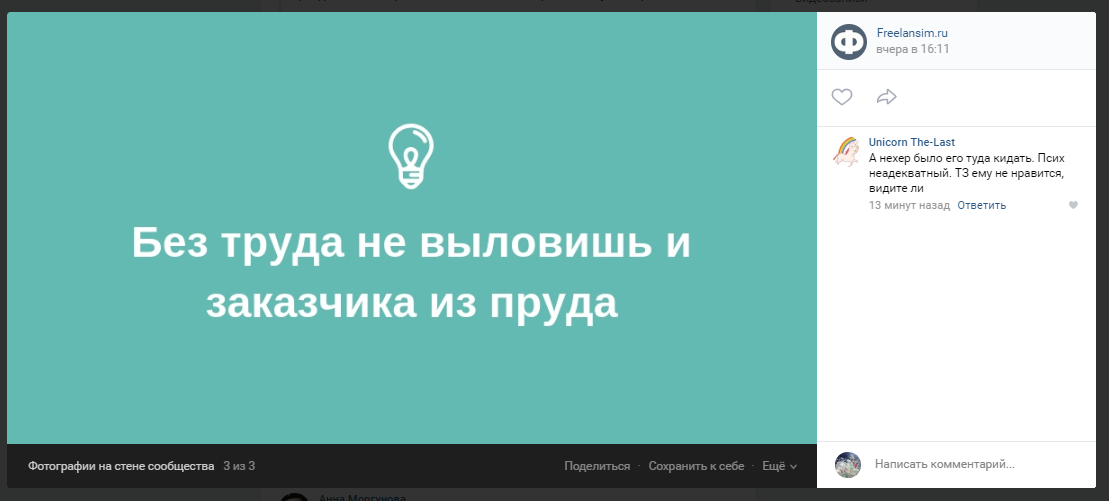 Freelansim.ru
вчера в 16:11
Без труда не выловишь и
заказчика из пруда
Unicorn The-Last
А нехер было его туда кидать. Псих
неадекватный. ТЗ ему не нравится,
видите ли
13 минут назад Ответить
Фотографии на стене сообщества 3 из 3
Поделиться · Сохранить к себе · Ещё
Написать комментарий...
Анна Моргунова